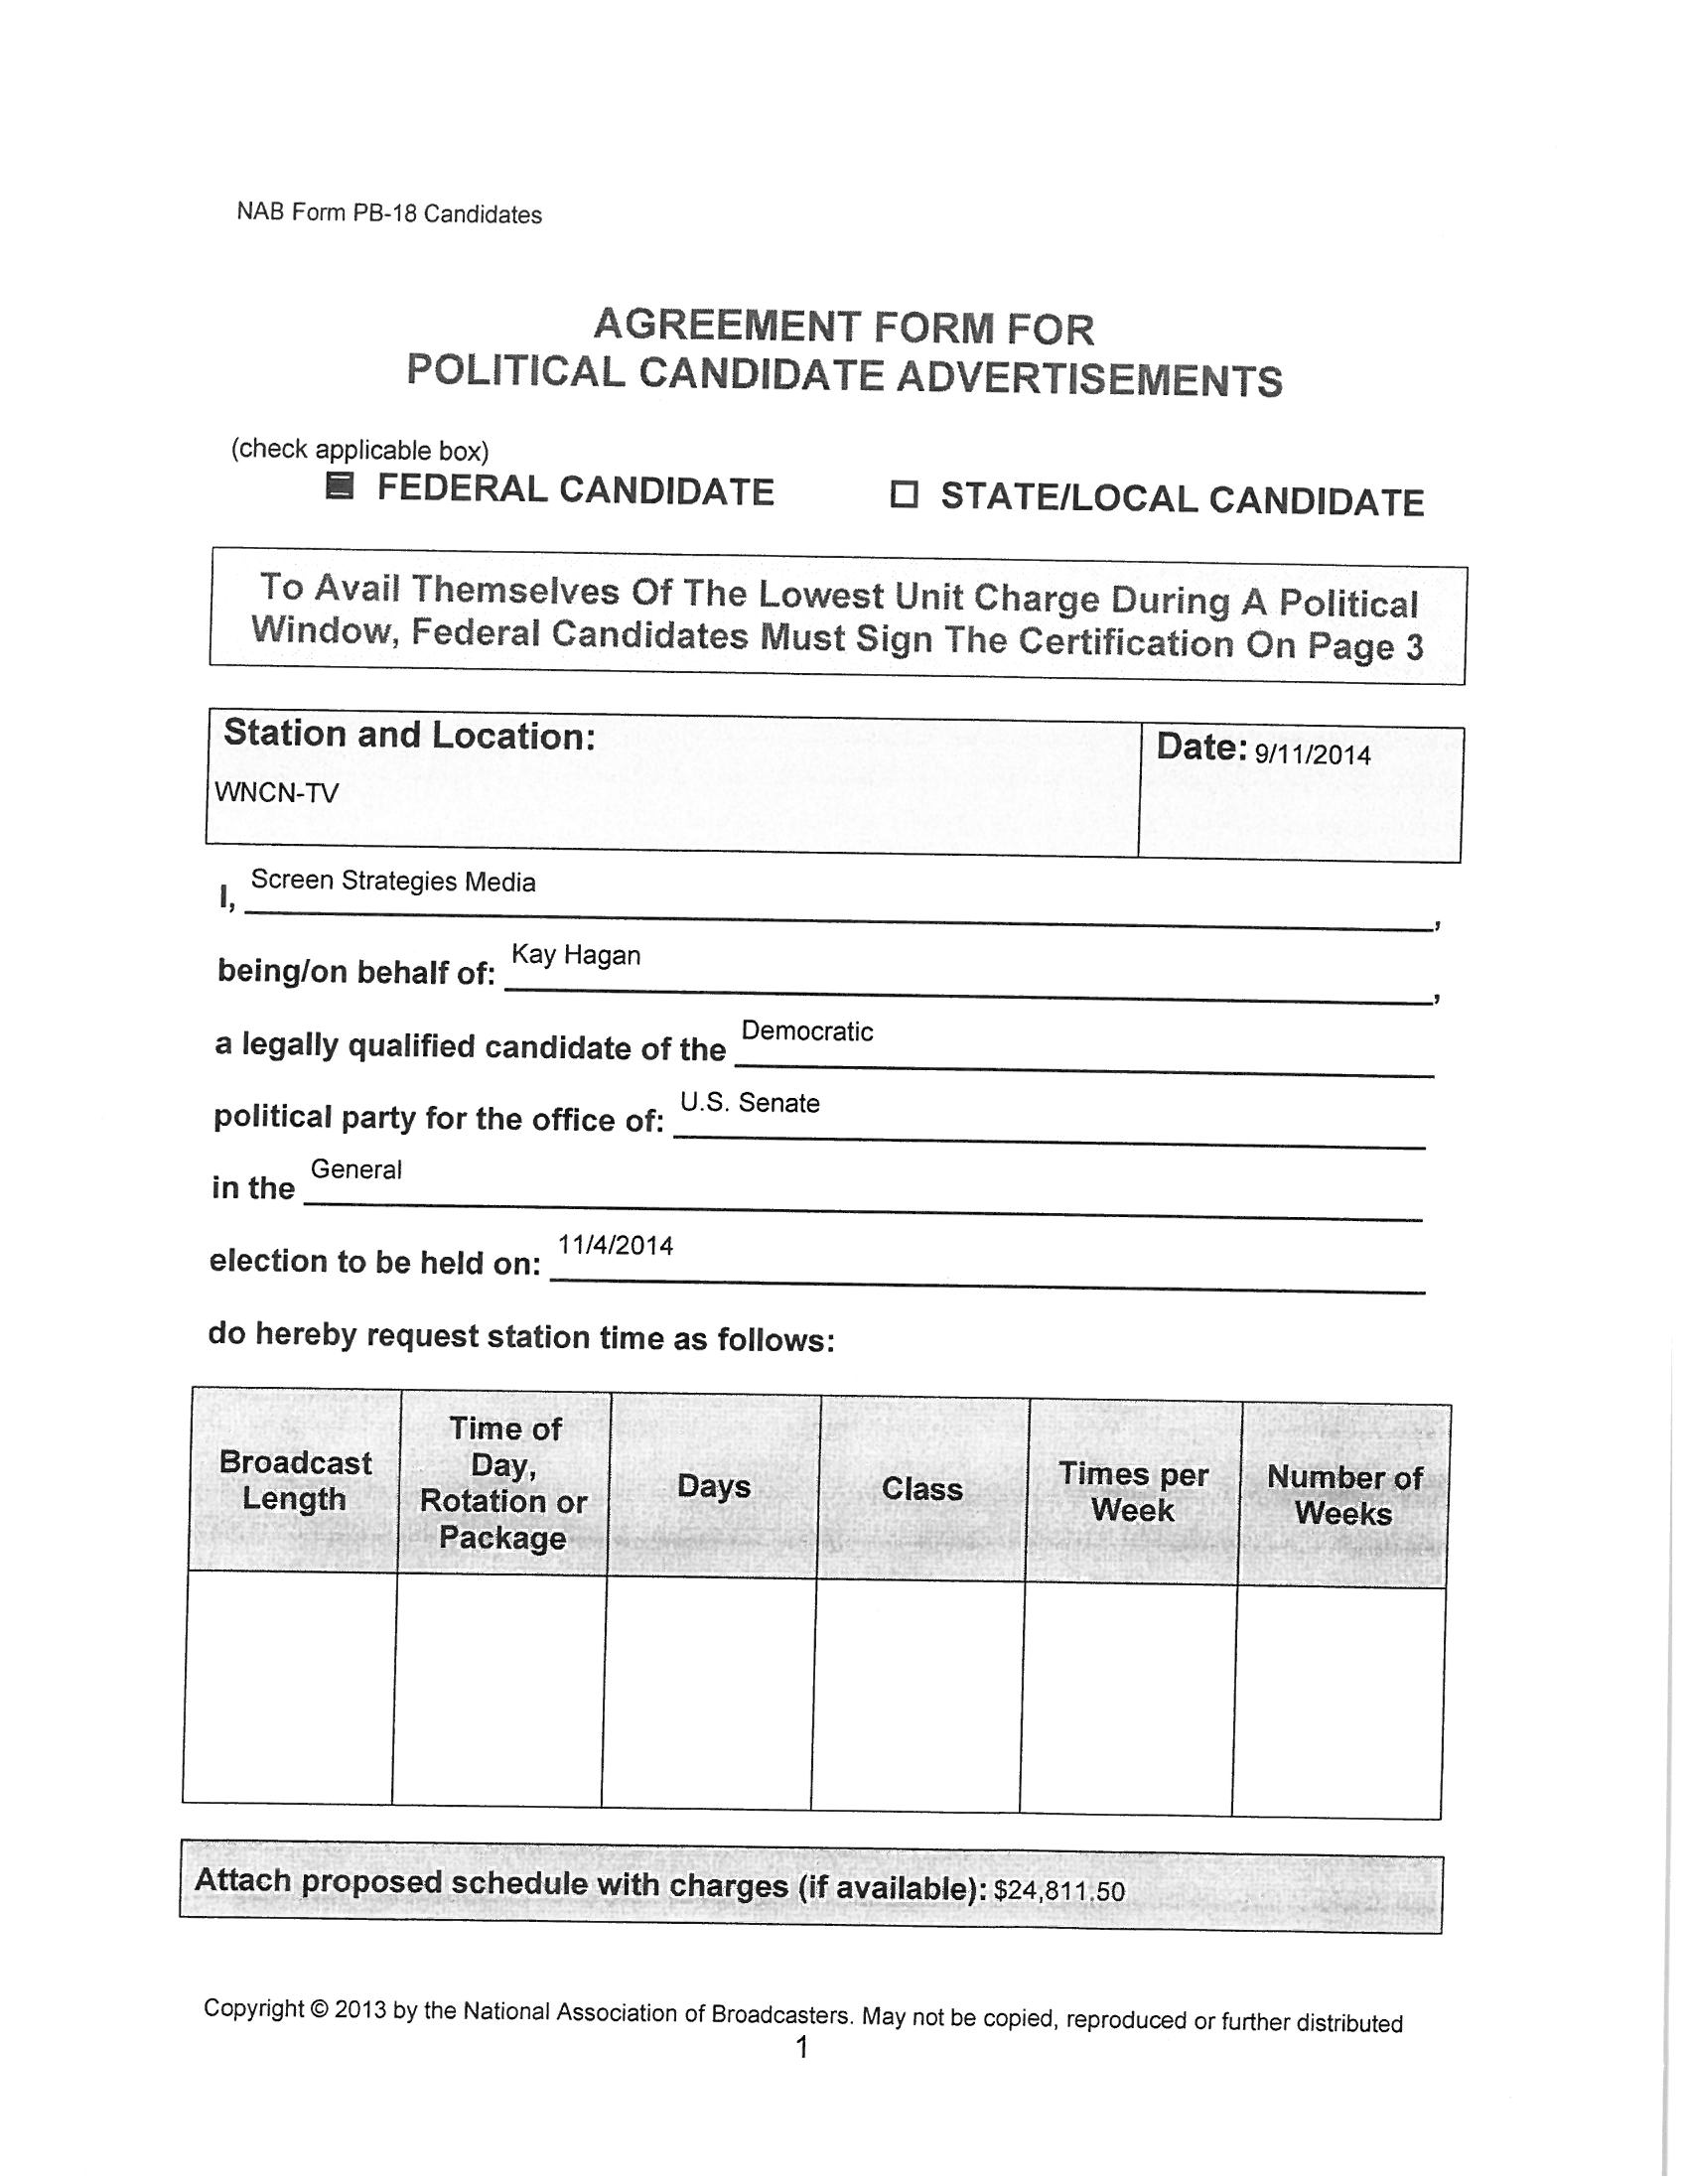 NAB Form PB-18 Candidates
AGREEMENT FORM FOR
POLITICAL CANDIDATE ADVERTISEMENTS
(check applicable box)
FEDERAL CANDIDATE STATE/LOCAL CANDIDATE
To Avail Themselves Of The Lowest Unit Charge During A Political
Window, Federal Candidates Must Sign The Certification On Page 3
Station and Location:
WNCN-TV
Date: 9/11/2014
I, Screen Strategies Media,
being/on behalf of: Kay Hagan,
a legally qualified candidate of the Democratic
political party for the office of: U.S. Senate
in the General
election to be held on: 11/4/2014
do hereby request station time as follows:
Broadcast
Length
Time of
Day,
Rotation or
Package
Days
Class
Times per
Week
Number of
Weeks
Attach proposed schedule with charges (if available): $24,811.50
Copyright © 2013 by the National Association of Broadcasters. May not be copied, reproduced or further distributed
1